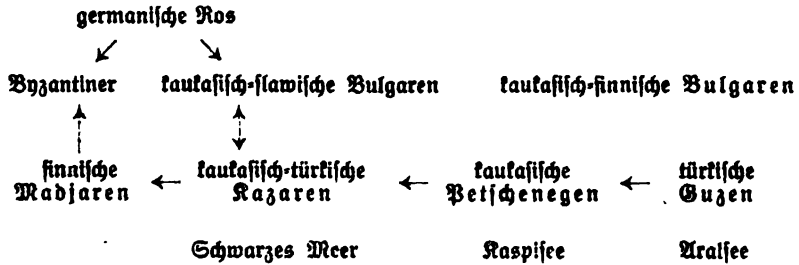 germanische Ros
Byzantiner kaukasisch-slawische Bulgaren kaukasisch-finnische Bulgaren
finnische kaukasisch-türkische kaukasische türkische
Madjaren Kazaren Petschenegen Guzen
Schwarzes Meer Kaspisee Aralsee